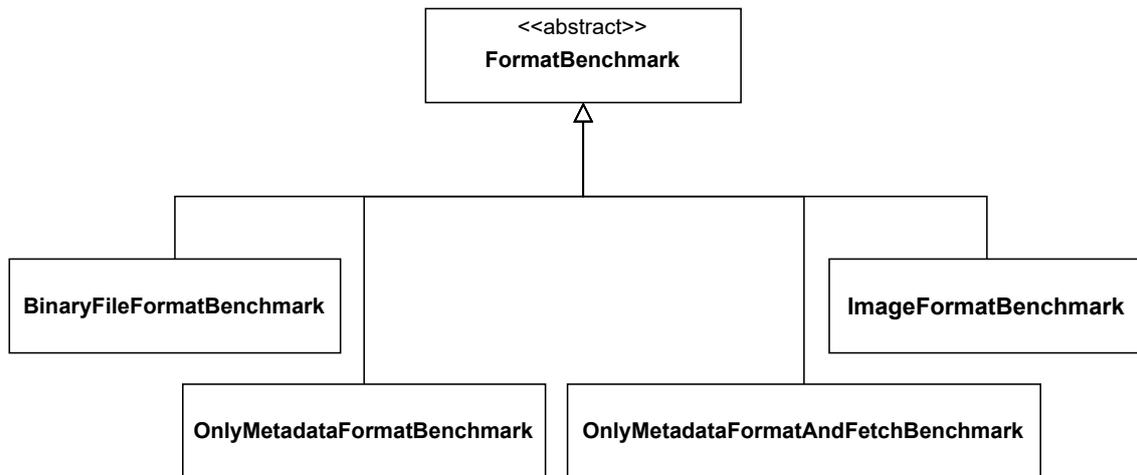 <<abstract>>
FormatBenchmark
BinaryFileFormatBenchmark
ImageFormatBenchmark
OnlyMetadataFormatBenchmark
OnlyMetadataFormatAndFetchBenchmark